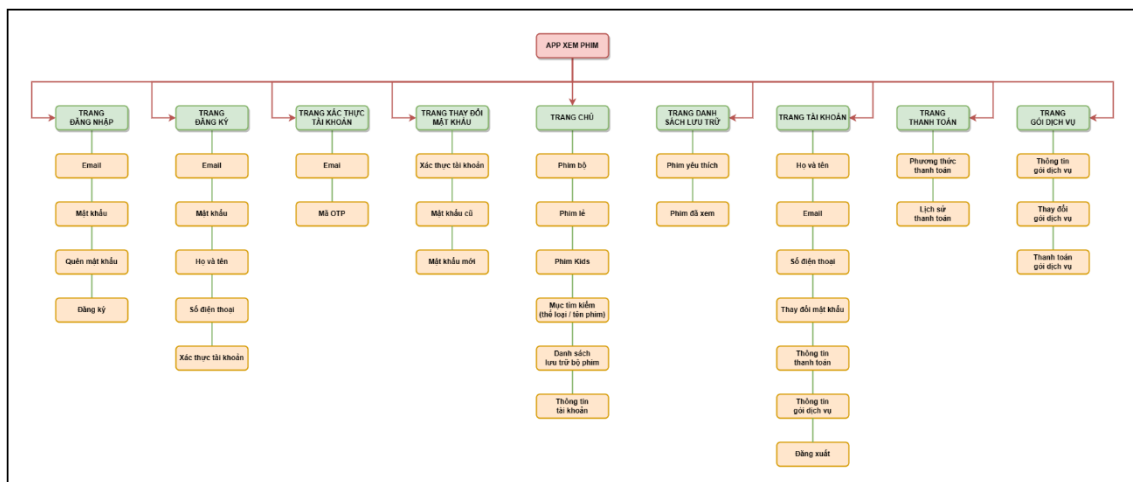 APP XEM PHIM
TRANG
ĐĂNG NHẬP
Email
Mật khẩu
Quên mật khẩu
Đăng ký
TRANG
ĐĂNG KÝ
Email
Mật khẩu
Họ và tên
Số điện thoại
Xác thực tài khoản
TRANG XÁC THỰC
TÀI KHOẢN
Emai
Mã OTP
TRANG THAY ĐỔI
MẬT KHẨU
Xác thực tài khoản
Mật khẩu cũ
Mật khẩu mới
TRANG CHỦ
Phim bộ
Phim lẻ
Phim Kids
Mục tìm kiếm
(thể loại / tên phim)
Danh sách
lưu trữ bộ phim
Thông tin
tài khoản
TRANG DANH
SÁCH LƯU TRỮ
Phim yêu thích
Phim đã xem
TRANG TÀI KHOẢN
Họ và tên
Email
Số điện thoại
Thay đổi mật khẩu
Thông tin
thanh toán
Thông tin
gói dịch vụ
Đăng xuất
TRANG
THANH TOÁN
Phương thức
thanh toán
Lịch sử
thanh toán
TRANG
GÓI DỊCH VỤ
Thông tin
gói dịch vụ
Thay đổi
gói dịch vụ
Thanh toán
gói dịch vụ